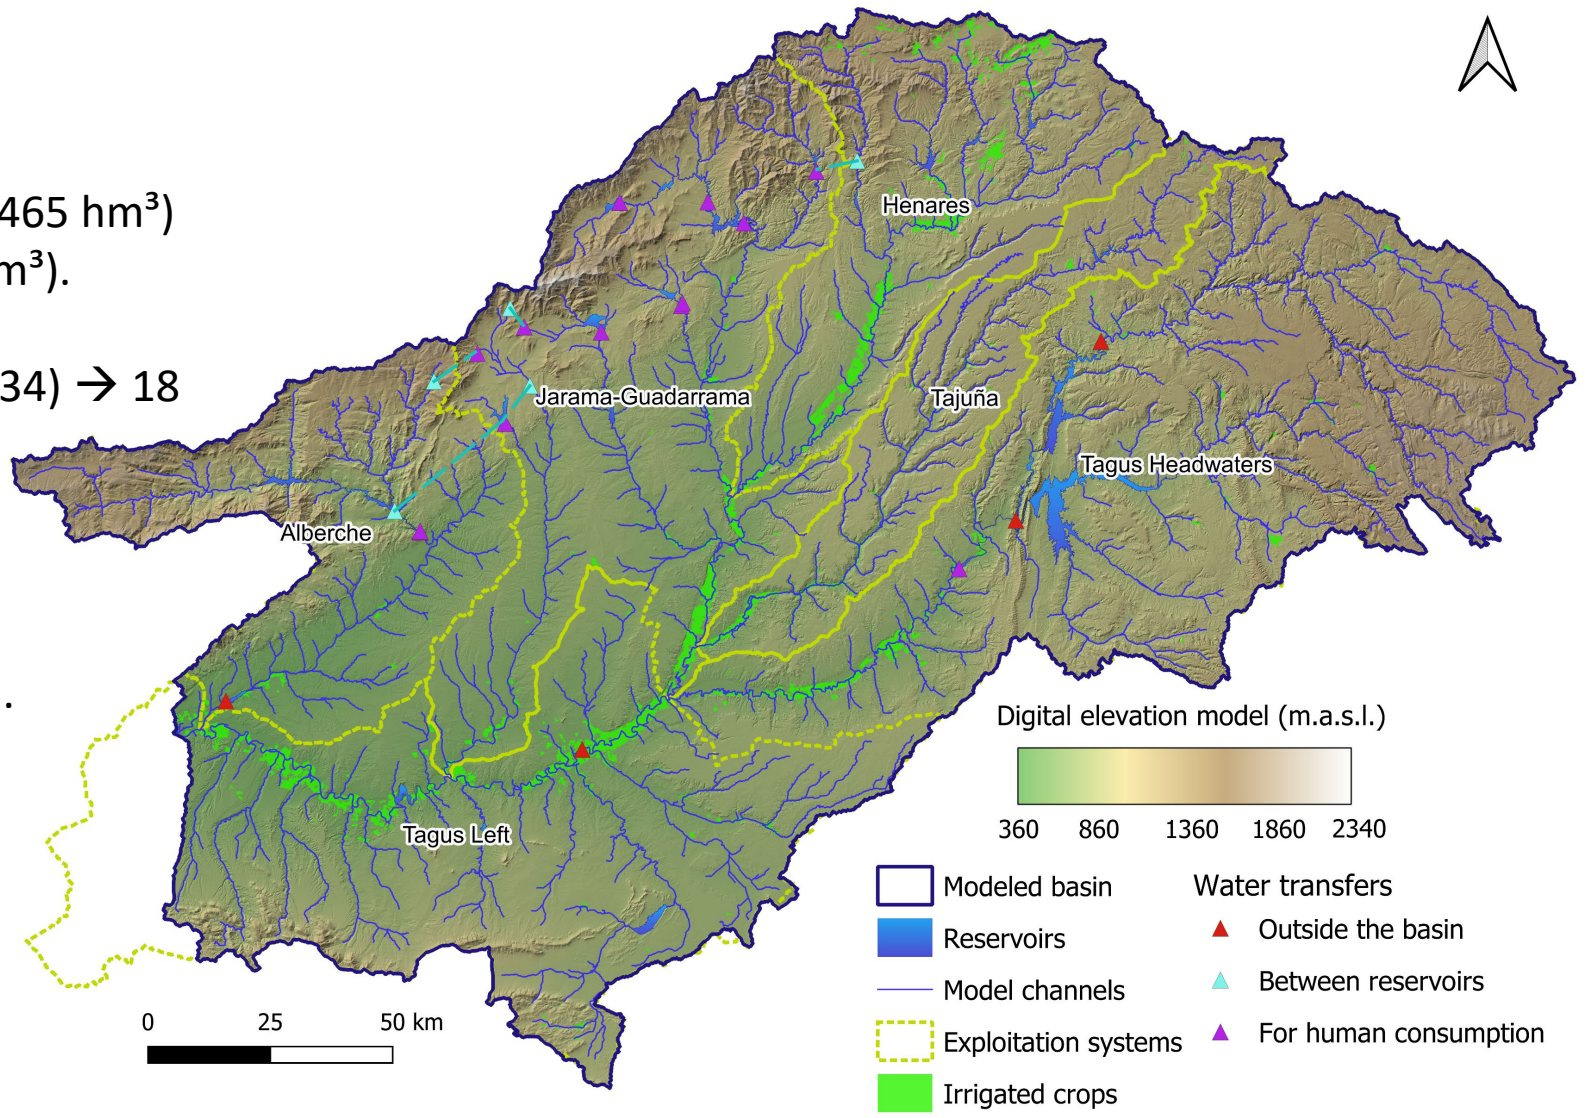 465 hm³)
m³).
34) → 18
.
Henares
Jarama-Guadarrama
Tajuña
Tagus Headwaters
Alberche
Tagus Left
Digital elevation model (m.a.s.l.)
360 860 1360 1860 2340
Modeled basin
Reservoirs
Model channels
Exploitation systems
Irrigated crops
Water transfers
Outside the basin
Between reservoirs
For human consumption
0 25 50 km